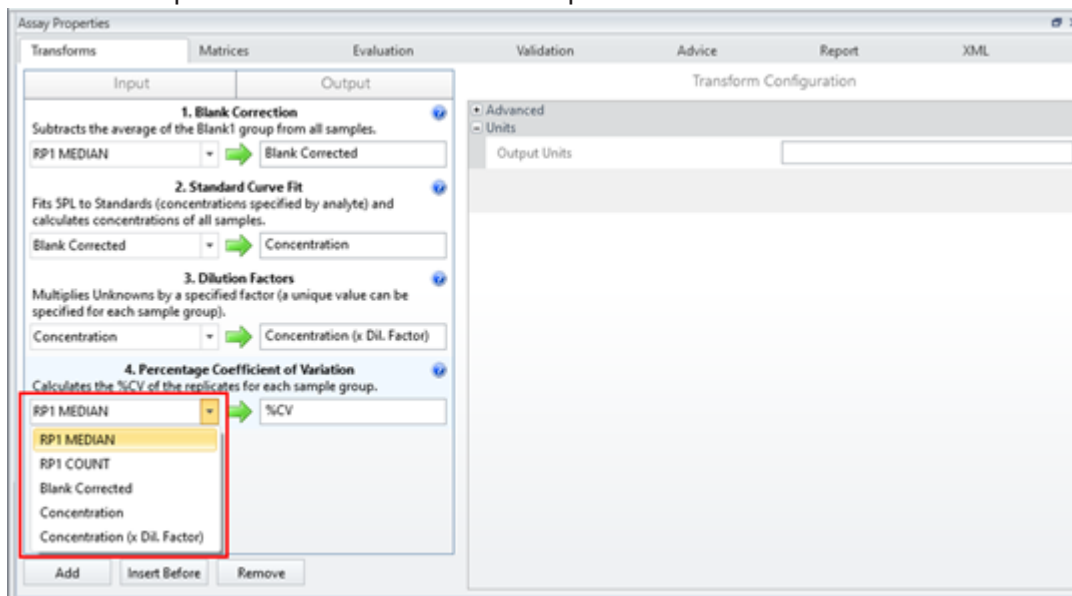 Assay Properties
Transforms Matrices Evaluation Validation Advice Report XML
Input Output
Transform Configuration
1. Blank Correction
Subtracts the average of the Blank1 group from all samples.
RP1 MEDIAN Blank Corrected
2. Standard Curve Fit
Fits 5PL to Standards (concentrations specified by analyte) and
calculates concentrations of all samples.
Blank Corrected Concentration
3. Dilution Factors
Multiplies Unknowns by a specified factor (a unique value can be
specified for each sample group).
Concentration Concentration (x Dil. Factor)
4. Percentage Coefficient of Variation
Calculates the %CV of the replicates for each sample group.
RP1 MEDIAN %CV
RP1 MEDIAN
RP1 COUNT
Blank Corrected
Concentration
Concentration (x Dil. Factor)
Add Insert Before Remove
Advanced
Units
Output Units